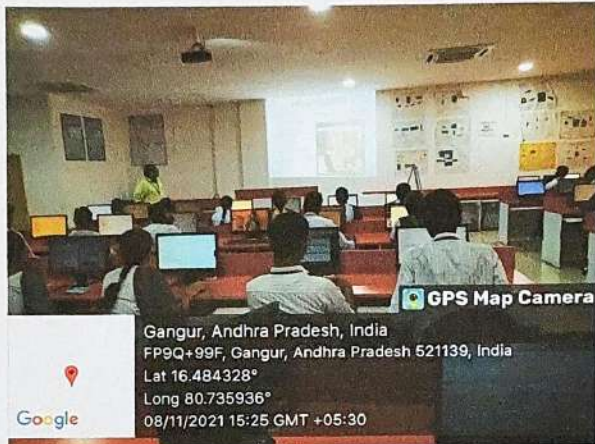 GPS Map Camera
Gangur, Andhra Pradesh, India
FP9Q+99F, Gangur, Andhra Pradesh 521139, India
Lat 16.484328°
Long 80.735936°
08/11/2021 15:25 GMT +05:30
Google